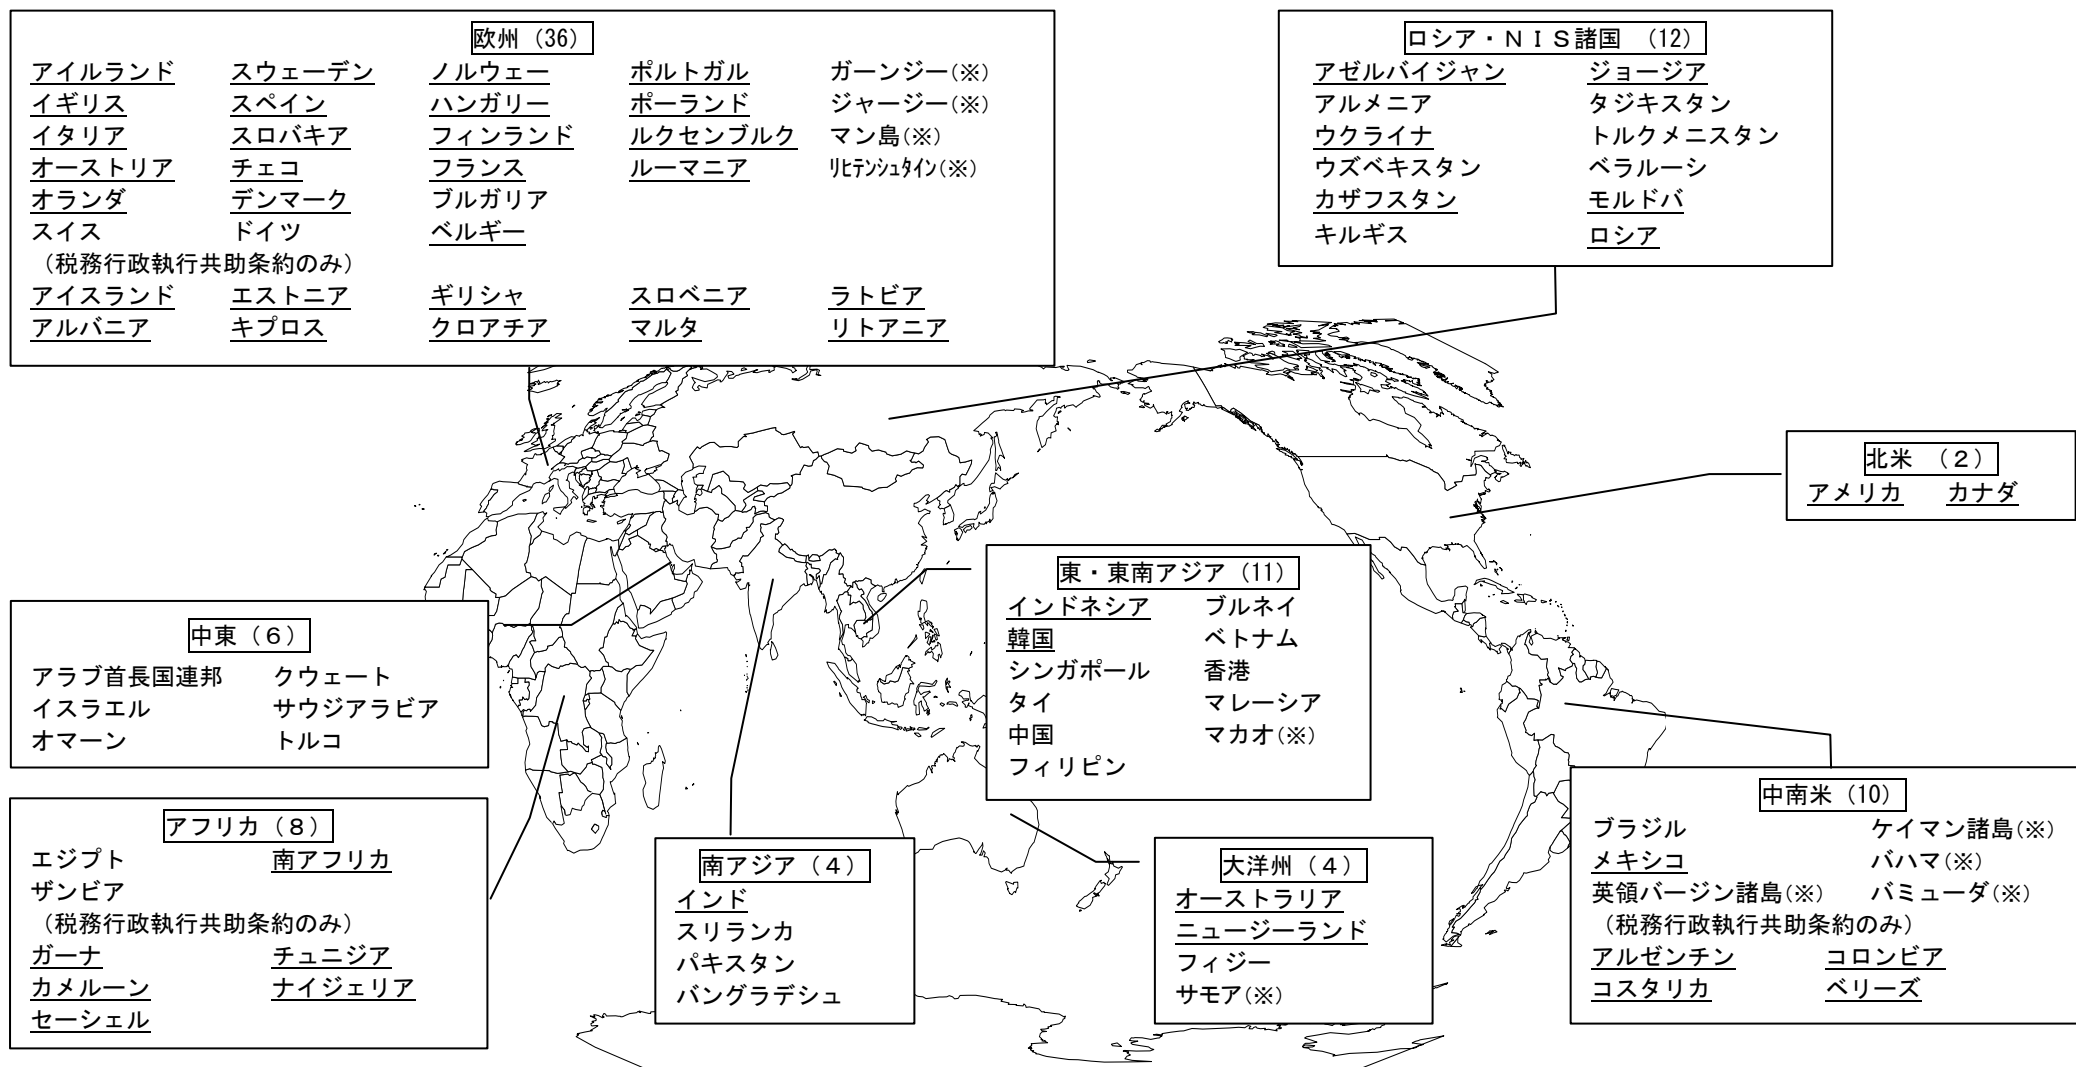 欧州（36）
アイルランド スウェーデン ノルウェー ポルトガル ガーンジー(※)
イギリス スペイン ハンガリー ポーランド ジャージー(※)
イタリア スロバキア フィンランド ルクセンブルク マン島(※)
オーストリア チェコ フランス ルーマニア ﾘﾋﾃﾝｼｭﾀｲﾝ(※)
オランダ デンマーク ブルガリア
スイス ドイツ ベルギー
（税務行政執行共助条約のみ）
アイスランド エストニア ギリシャ スロベニア ラトビア
アルバニア キプロス クロアチア マルタ リトアニア
ロシア・ＮＩＳ諸国 （12）
アゼルバイジャン ジョージア
アルメニア タジキスタン
ウクライナ トルクメニスタン
ウズベキスタン ベラルーシ
カザフスタン モルドバ
キルギス ロシア
北米 （２）
アメリカ カナダ
東・東南アジア（11）
インドネシア ブルネイ
韓国 ベトナム
シンガポール 香港
タイ マレーシア
中国 マカオ(※)
フィリピン
中東（６）
アラブ首長国連邦 クウェート
イスラエル サウジアラビア
オマーン トルコ
アフリカ（８）
エジプト 南アフリカ
ザンビア
（税務行政執行共助条約のみ）
ガーナ チュニジア
カメルーン ナイジェリア
セーシェル
南アジア（４）
インド
スリランカ
パキスタン
バングラデシュ
大洋州（４）
オーストラリア
ニュージーランド
フィジー
サモア(※)
中南米（10）
ブラジル ケイマン諸島(※)
メキシコ バハマ(※)
英領バージン諸島(※) バミューダ(※)
（税務行政執行共助条約のみ）
アルゼンチン コロンビア
コスタリカ ベリーズ